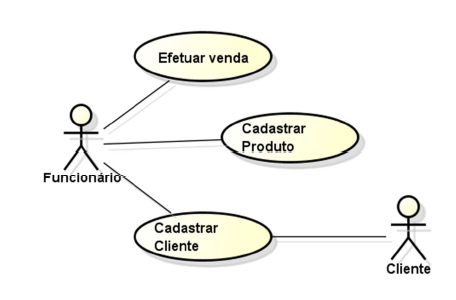 Efetuar venda
Cadastrar
Produto
Funcionário
Cadastrar
Cliente
Cliente